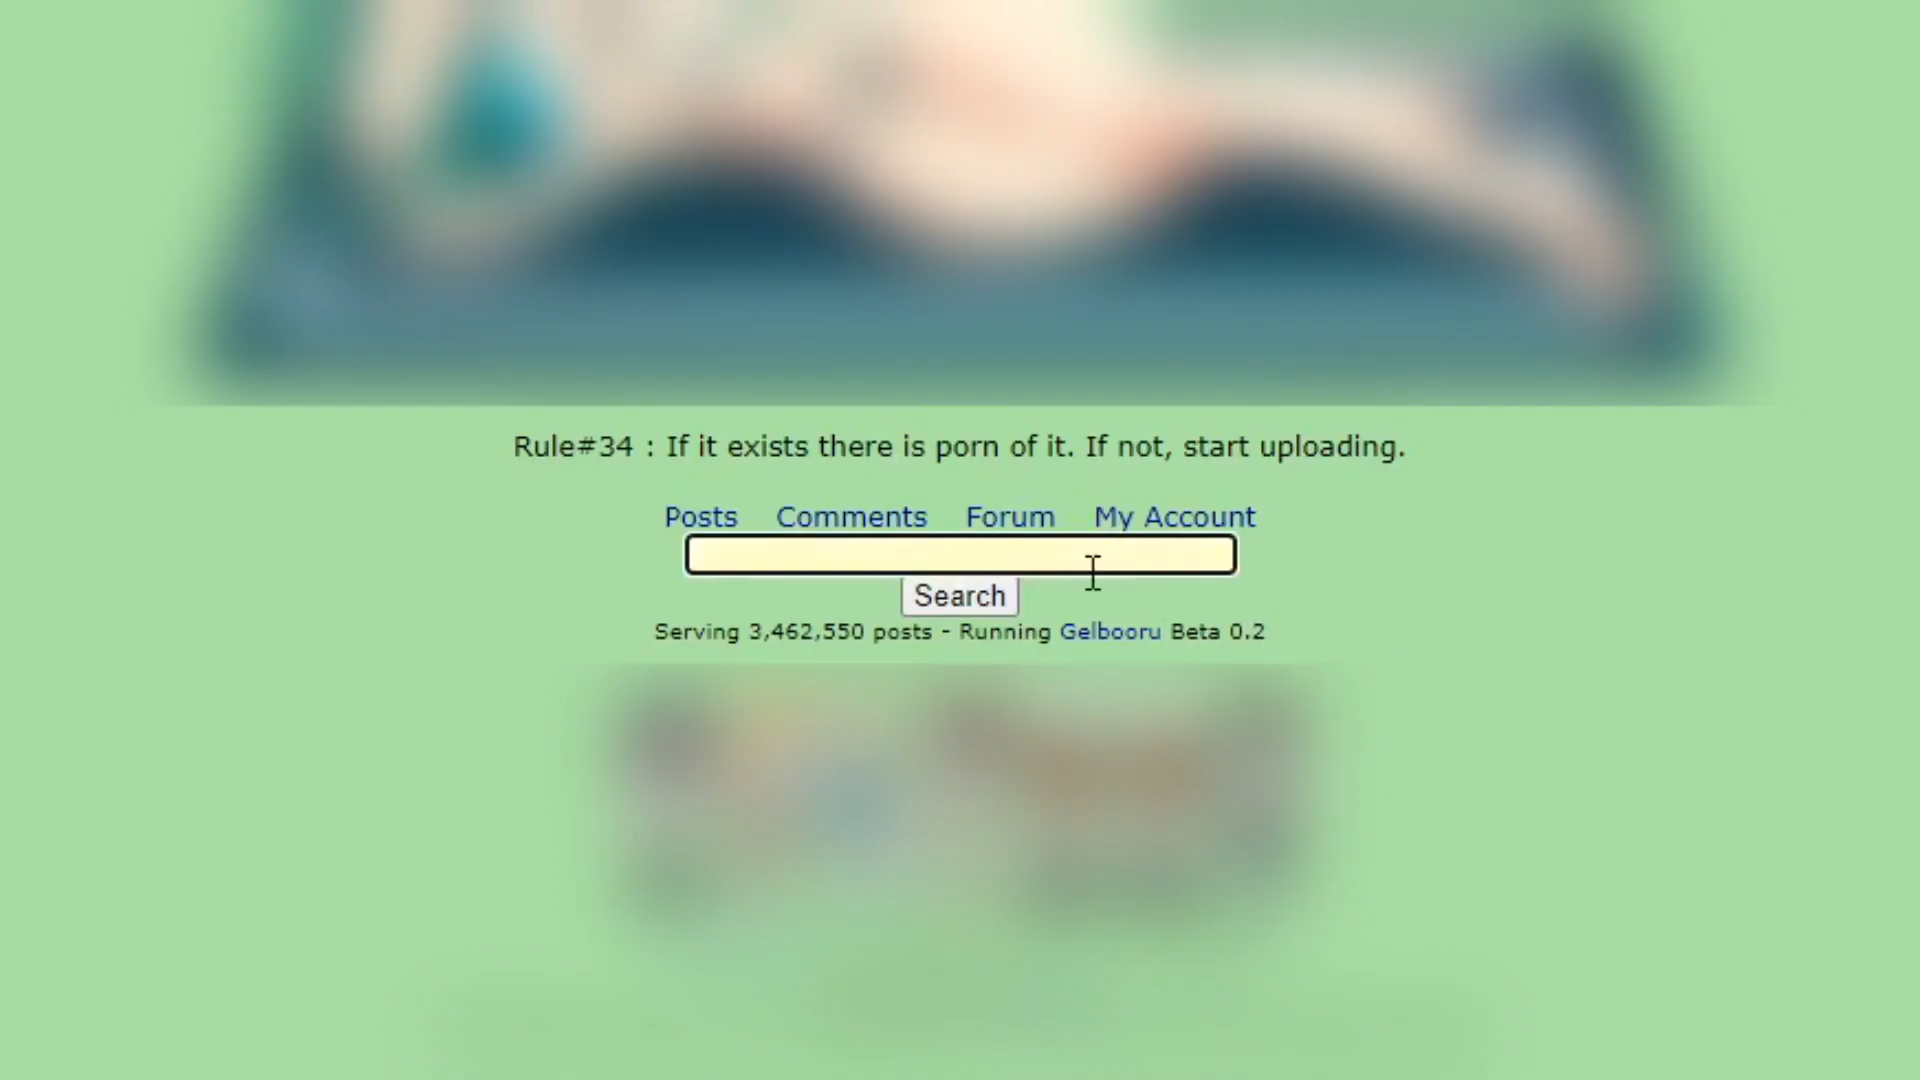 Rule#34 : If it exists there is porn of it. If not, start uploading.
Posts Comments Forum My Account
Search
Serving 3,462,550 posts - Running Gelbooru Beta 0.2